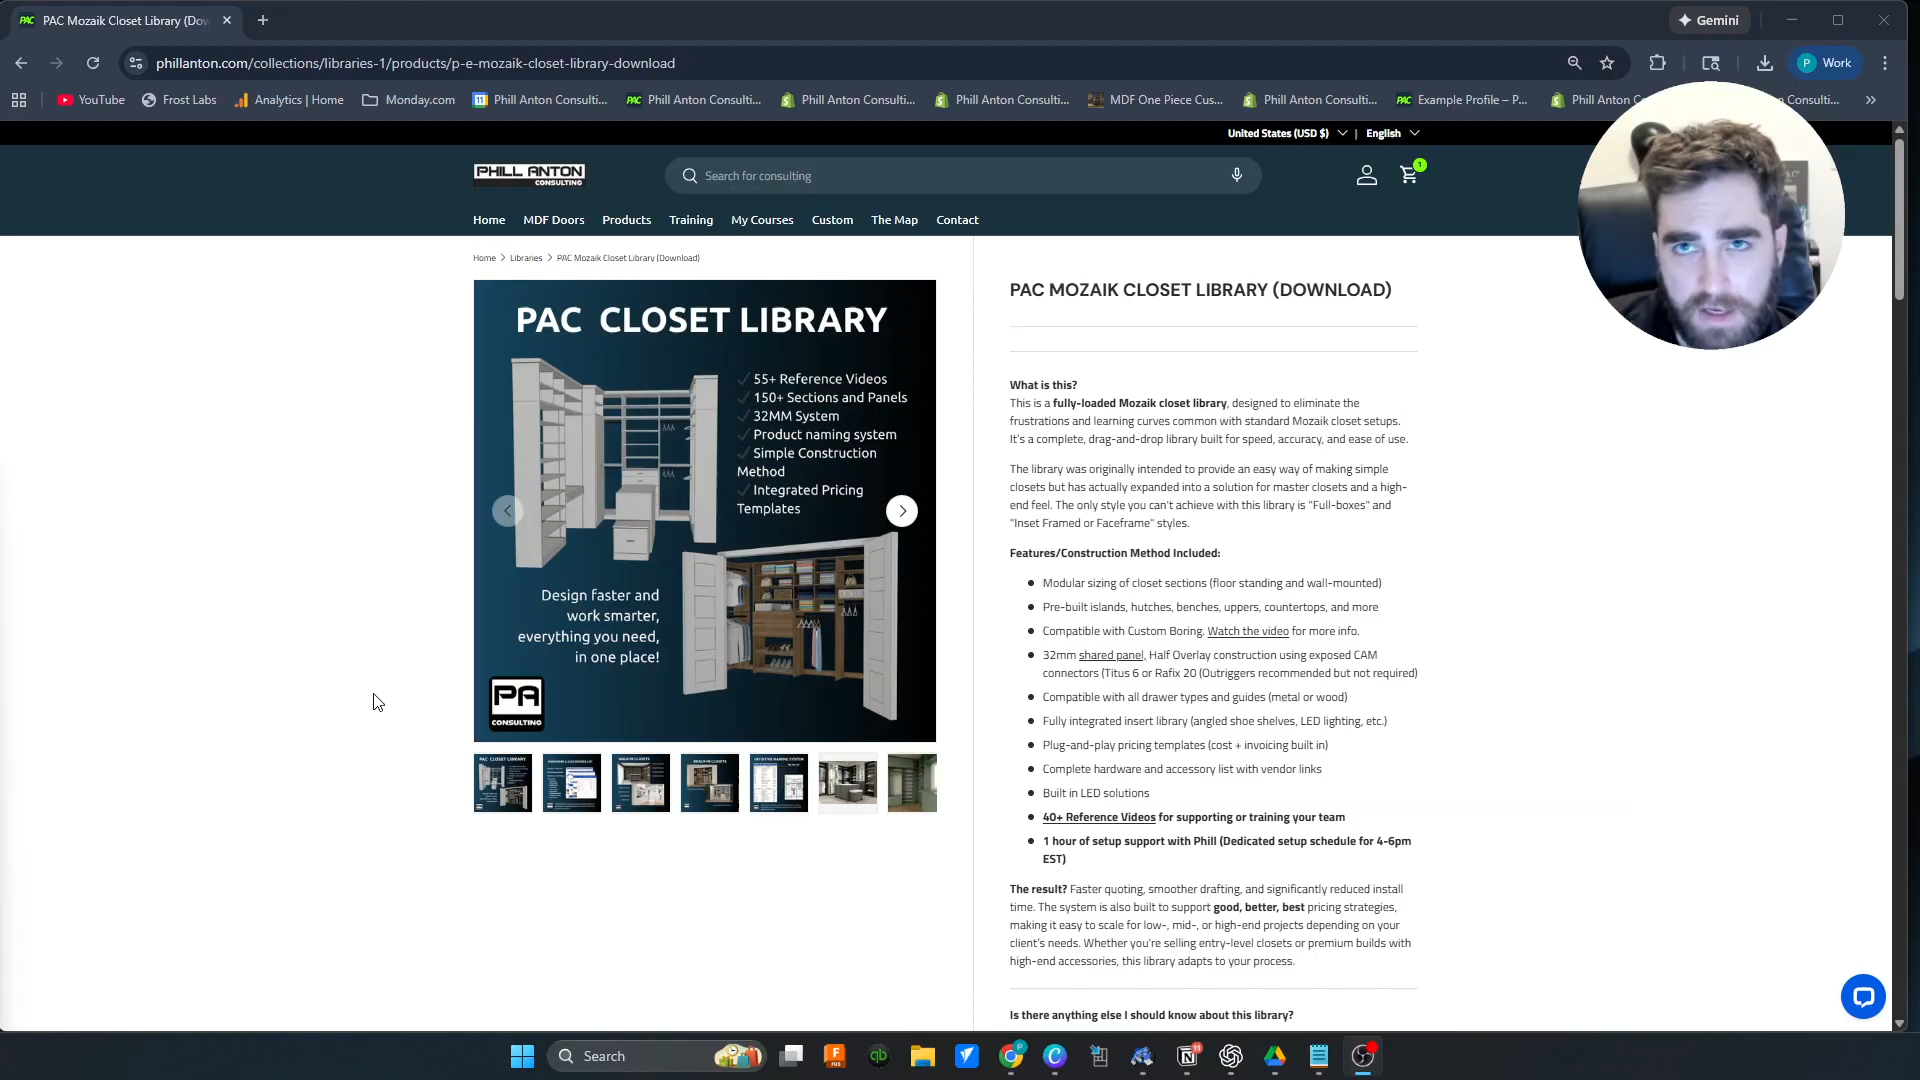 PAC Mozaik Closet Library (Dow
Gemini
phillanton.com/collections/libraries-1/products/p-e-mozaik-closet-library-download
P Work
YouTube
Frost Labs
Analytics | Home
Monday.com
Phill Anton Consulti...
Phill Anton Consulti...
Phill Anton Consulti...
Phill Anton Consulti...
MDF One Piece Cus...
Phill Anton Consulti...
Example Profile – P...
United States (USD $) | English
PHILL ANTON
CONSULTING
Search for consulting
1
Home MDF Doors Products Training My Courses Custom The Map Contact
Home > Libraries > PAC Mozaik Closet Library (Download)
PAC CLOSET LIBRARY
✓ 55+ Reference Videos
✓ 150+ Sections and Panels
✓ 32MM System
✓ Product naming system
✓ Simple Construction
Method
✓ Integrated Pricing
Templates
Design faster and
work smarter,
everything you need,
in one place!
PA
CONSULTING
PAC MOZAIK CLOSET LIBRARY (DOWNLOAD)
What is this?
This is a fully-loaded Mozaik closet library, designed to eliminate the
frustrations and learning curves common with standard Mozaik closet setups.
It's a complete, drag-and-drop library built for speed, accuracy, and ease of use.
The library was originally intended to provide an easy way of making simple
closets but has actually expanded into a solution for master closets and a high-
end feel. The only style you can't achieve with this library is "Full-boxes" and
"Inset Framed or Faceframe" styles.
Features/Construction Method Included:
Modular sizing of closet sections (floor standing and wall-mounted)
Pre-built islands, hutches, benches, uppers, countertops, and more
Compatible with Custom Boring. Watch the video for more info.
32mm shared panel, Half Overlay construction using exposed CAM
connectors (Titus 6 or Rafix 20 (Outriggers recommended but not required)
Compatible with all drawer types and guides (metal or wood)
Fully integrated insert library (angled shoe shelves, LED lighting, etc.)
Plug-and-play pricing templates (cost + invoicing built in)
Complete hardware and accessory list with vendor links
Built in LED solutions
40+ Reference Videos for supporting or training your team
1 hour of setup support with Phill (Dedicated setup schedule for 4-6pm
EST)
The result? Faster quoting, smoother drafting, and significantly reduced install
time. The system is also built to support good, better, best pricing strategies,
making it easy to scale for low-, mid-, or high-end projects depending on your
client's needs. Whether you're selling entry-level closets or premium builds with
high-end accessories, this library adapts to your process.
Is there anything else I should know about this library?
Search